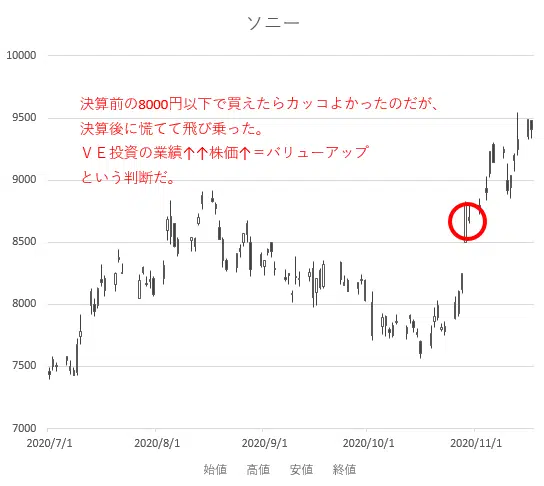 ソニー
10000
9500
9000
8500
8000
7500
7000
決算前の8000円以下で買えたらカッコよかったのだが、
決算後に慌てて飛び乗った。
ＶＥ投資の業績↑↑株価↑＝バリューアップ
という判断だ。
2020/7/1 2020/8/1 2020/9/1 2020/10/1 2020/11/1
始値 高値 安値 終値